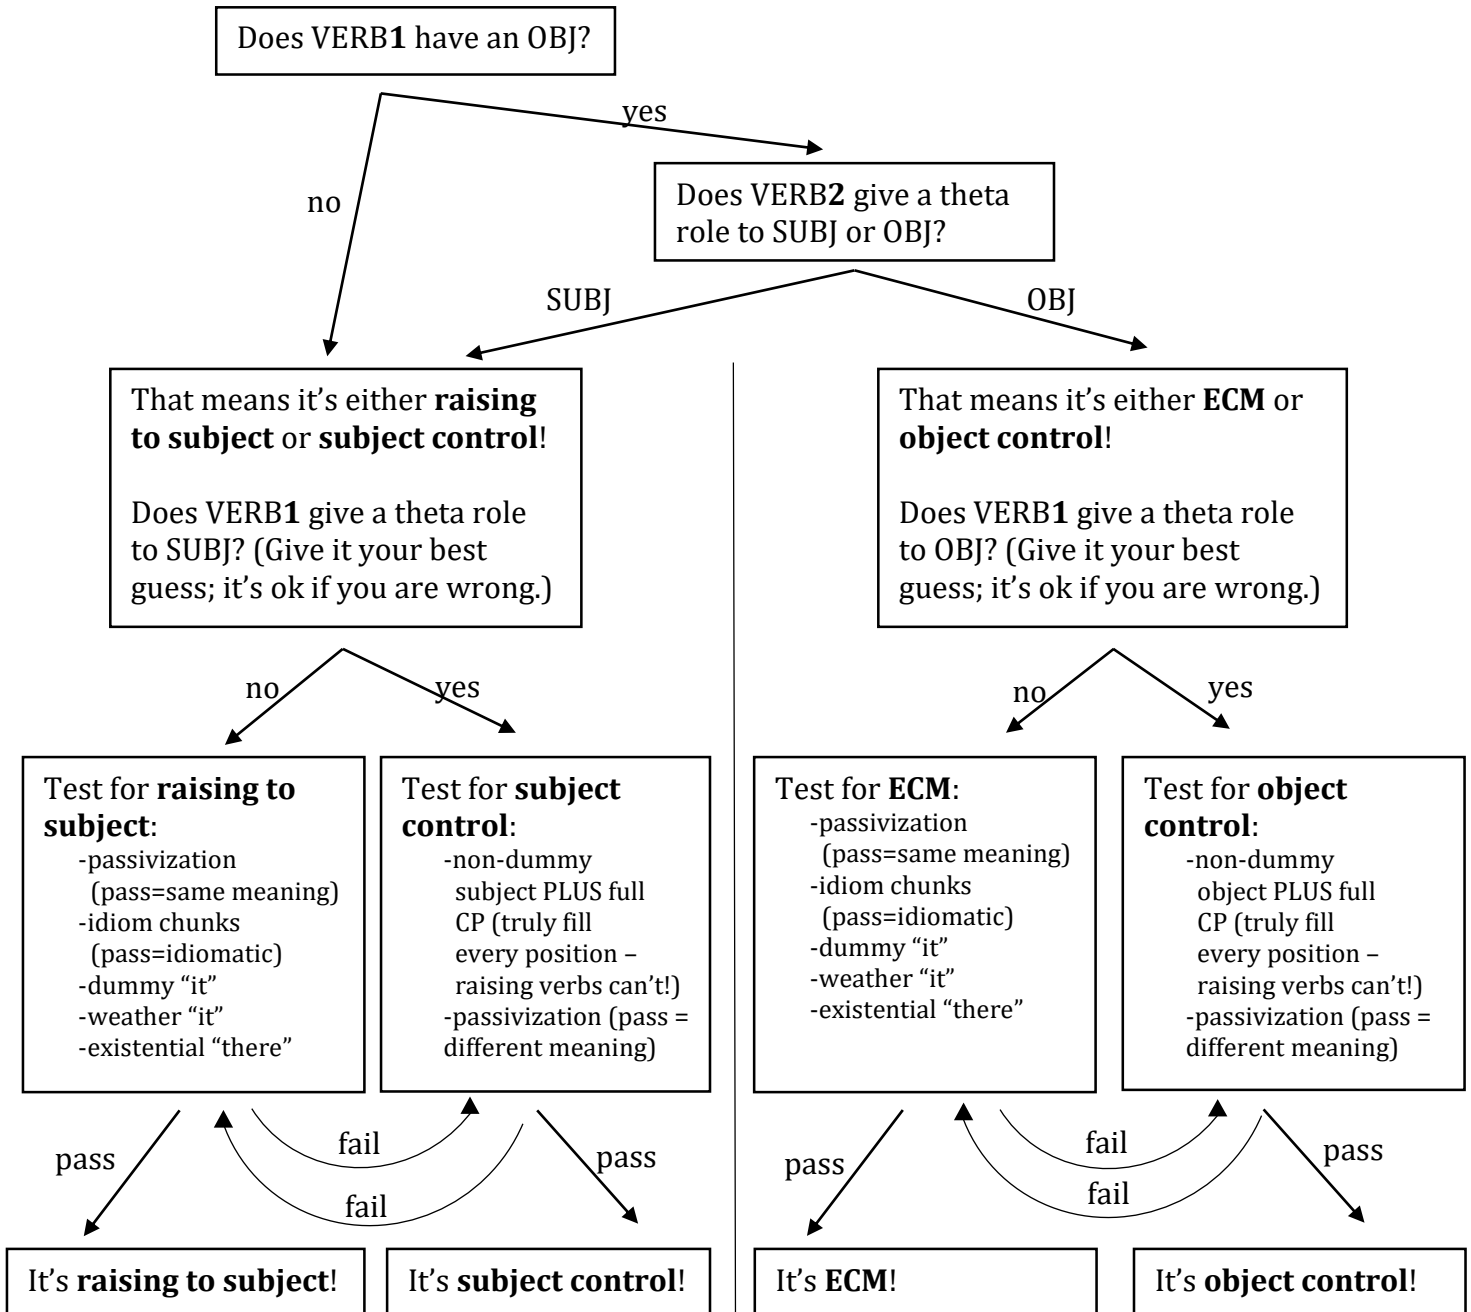 Does VERB1 have an OBJ?
yes
no
Does VERB2 give a theta
role to SUBJ or OBJ?
SUBJ
OBJ
That means it’s either raising
to subject or subject control!
Does VERB1 give a theta role
to SUBJ? (Give it your best
guess; it’s ok if you are wrong.)
That means it’s either ECM or
object control!
Does VERB1 give a theta role
to OBJ? (Give it your best
guess; it’s ok if you are wrong.)
no
yes
no
yes
Test for raising to
subject:
-passivization
(pass=same meaning)
-idiom chunks
(pass=idiomatic)
-dummy “it”
-weather “it”
-existential “there”
Test for subject
control:
-non-dummy
subject PLUS full
CP (truly fill
every position –
raising verbs can’t!)
-passivization (pass =
different meaning)
Test for ECM:
-passivization
(pass=same meaning)
-idiom chunks
(pass=idiomatic)
-dummy “it”
-weather “it”
-existential “there”
Test for object
control:
-non-dummy
object PLUS full
CP (truly fill
every position –
raising verbs can’t!)
-passivization (pass =
different meaning)
pass
fail
fail
pass
pass
fail
fail
pass
It’s raising to subject!
It’s subject control!
It’s ECM!
It’s object control!